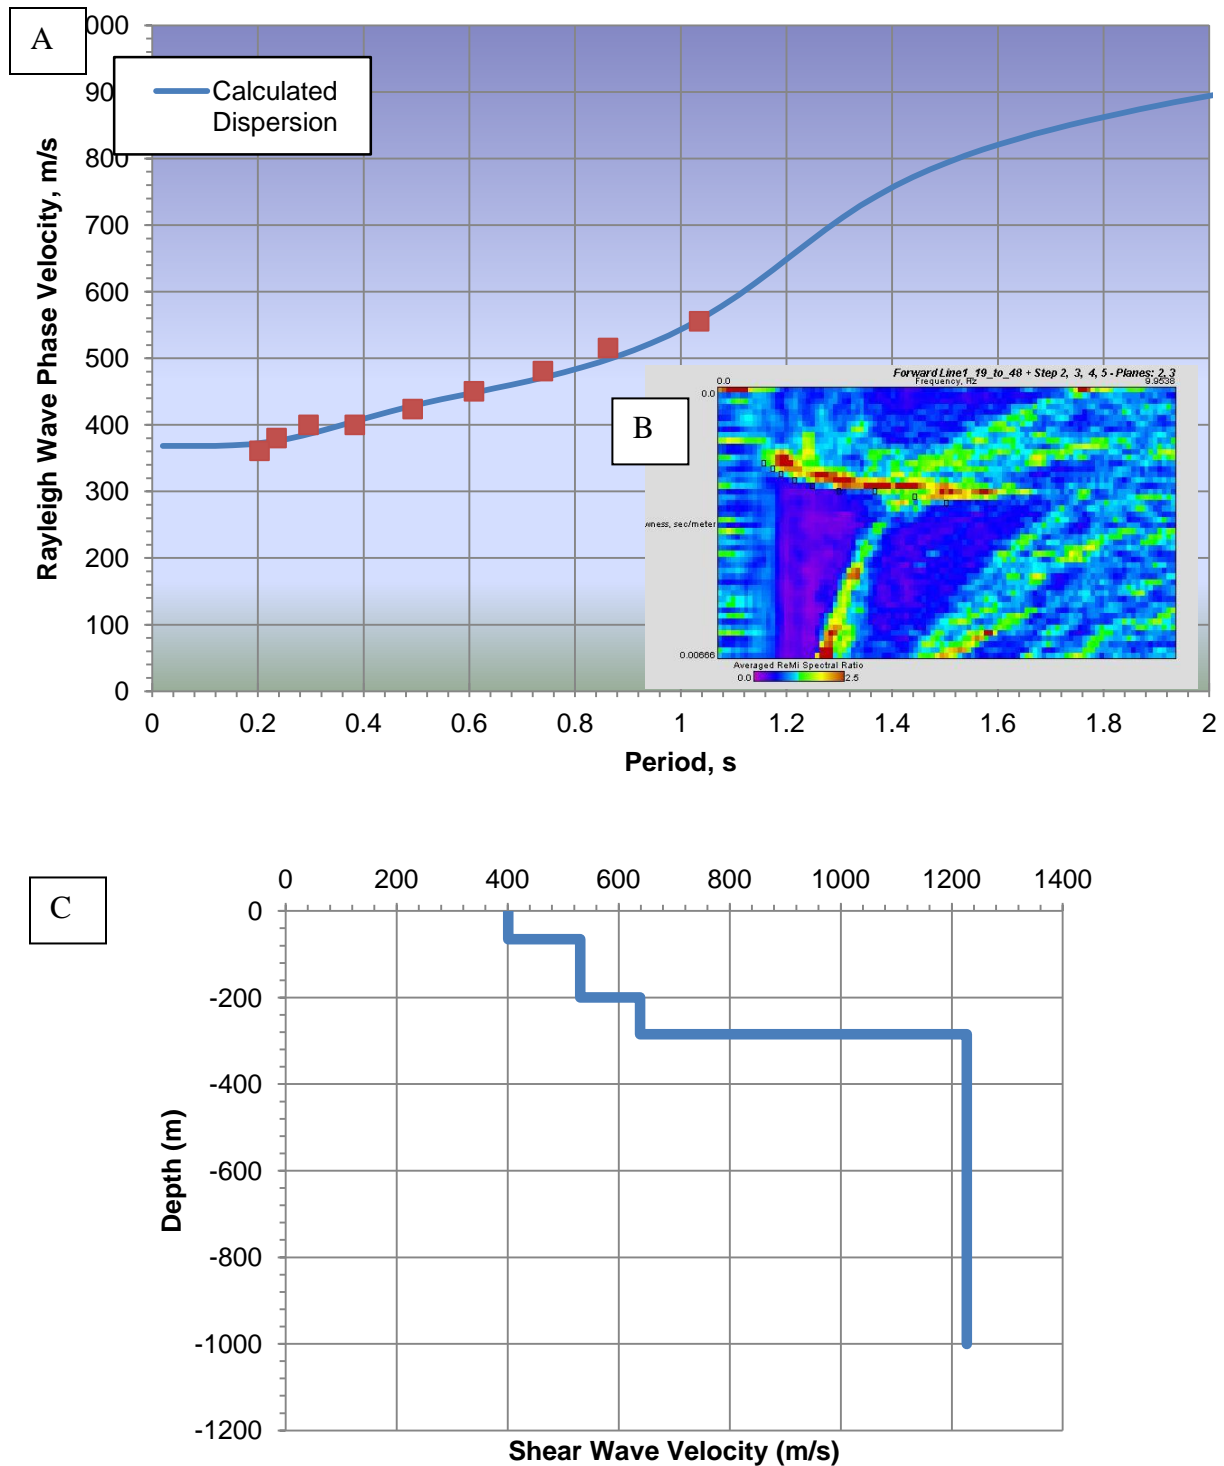 A
000
900
800
700
600
500
400
300
200
100
0
Calculated
Dispersion
Rayleigh Wave Phase Velocity, m/s
0 0.2 0.4 0.6 0.8 1 1.2 1.4 1.6 1.8 2
Period, s
B
Forward Line1_19_to_48 + Step 2, 3, 4, 5 - Planes: 2, 3
0.0 Frequency, Hz 9.9538
0.0
wness, sec/meter
0.00666
Averaged ReMi Spectral Ratio
0.0 2.5
C
0 200 400 600 800 1000 1200 1400
0
-200
-400
-600
-800
-1000
-1200
Depth (m)
Shear Wave Velocity (m/s)